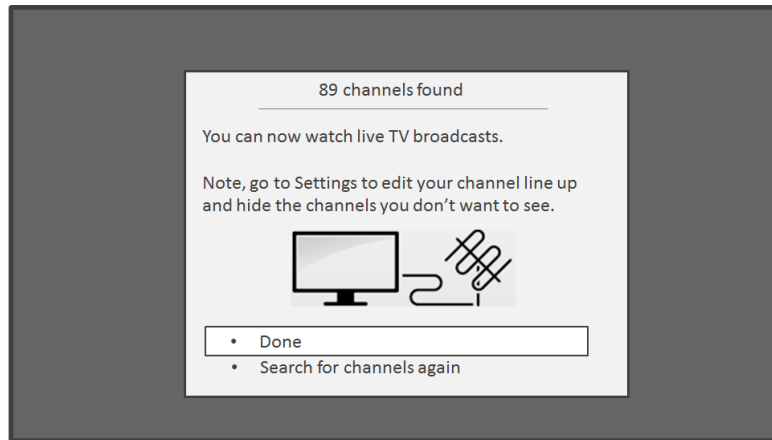 89 channels found
You can now watch live TV broadcasts.
Note, go to Settings to edit your channel line up
and hide the channels you don't want to see.
• Done
• Search for channels again